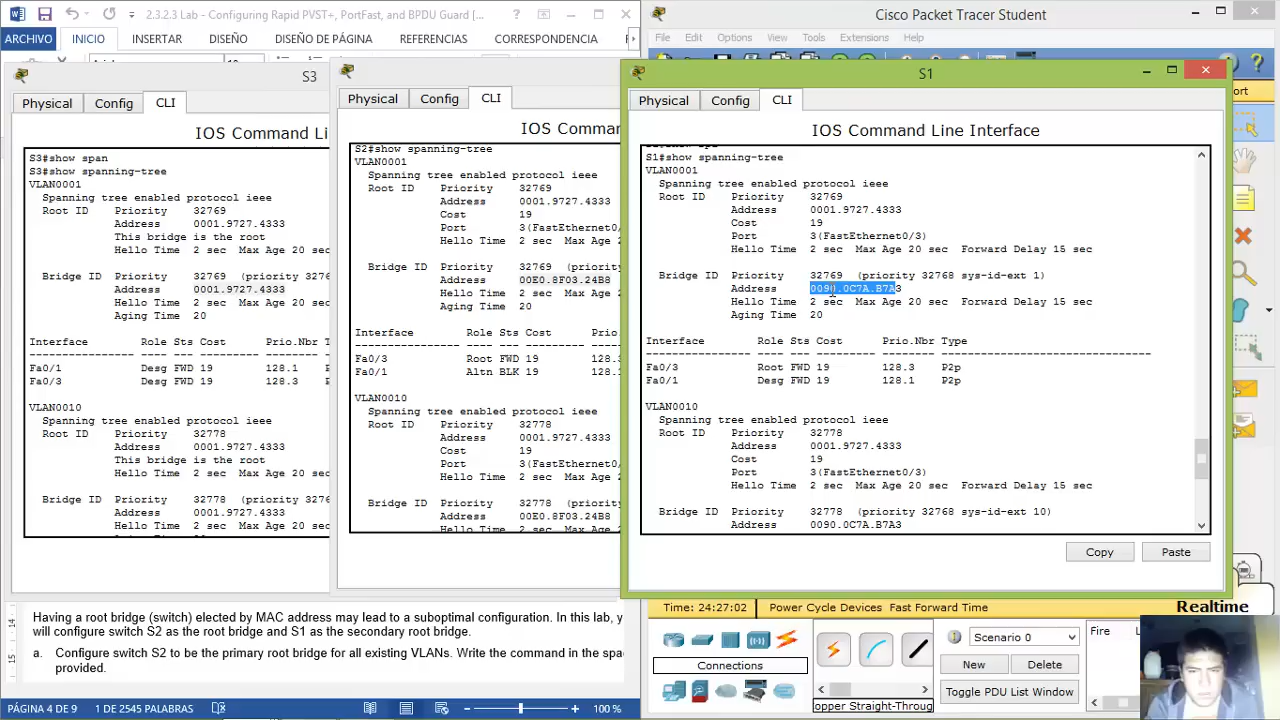 2.3.2.3 Lab - Configuring Rapid PVST+, PortFast, and BPDU Guard [...
Cisco Packet Tracer Student
ARCHIVO INICIO INSERTAR DISEÑO DISEÑO DE PÁGINA REFERENCIAS CORRESPONDENCIA
File Edit Options View Tools Extensions Help
S3
Physical Config CLI
IOS Command Li
S3#show span
S3#show spanning-tree
VLAN0001
Spanning tree enabled protocol ieee
Root ID Priority 32769
Address 0001.9727.4333
This bridge is the root
Hello Time 2 sec Max Age 20 sec
Bridge ID Priority 32769 (priority 3276
Address 0001.9727.4333
Hello Time 2 sec Max Age 20 sec
Aging Time 20
Interface Role Sts Cost Prio.Nbr T
Fa0/1 Desg FWD 19 128.1 P
Fa0/3 Desg FWD 19 128.3 P
VLAN0010
Spanning tree enabled protocol ieee
Root ID Priority 32778
Address 0001.9727.4333
This bridge is the root
Hello Time 2 sec Max Age 20 sec
Bridge ID Priority 32778 (priority 3276
Address 0001.9727.4333
Hello Time 2 sec Max Age 20 sec
Physical Config CLI
IOS Comman
S2#show spanning-tree
VLAN0001
Spanning tree enabled protocol ieee
Root ID Priority 32769
Address 0001.9727.4333
Cost 19
Port 3(FastEthernet0/
Hello Time 2 sec Max Age 2
Bridge ID Priority 32769 (priority
Address 00E0.8F03.24B8
Hello Time 2 sec Max Age 2
Aging Time 20
Interface Role Sts Cost Prio.
Fa0/3 Root FWD 19 128.
Fa0/1 Altn BLK 19 128.
VLAN0010
Spanning tree enabled protocol ieee
Root ID Priority 32778
Address 0001.9727.4333
Cost 19
Port 3(FastEthernet0/
Hello Time 2 sec Max Age 2
Bridge ID Priority 32778 (priority
Address 00E0.8F03.24B8
Hello Time 2 sec Max Age 2
S1
Physical Config CLI
IOS Command Line Interface
S1#show spanning-tree
VLAN0001
Spanning tree enabled protocol ieee
Root ID Priority 32769
Address 0001.9727.4333
Cost 19
Port 3(FastEthernet0/3)
Hello Time 2 sec Max Age 20 sec Forward Delay 15 sec
Bridge ID Priority 32769 (priority 32768 sys-id-ext 1)
Address 0090.0C7A.B7A3
Hello Time 2 sec Max Age 20 sec Forward Delay 15 sec
Aging Time 20
Interface Role Sts Cost Prio.Nbr Type
Fa0/3 Root FWD 19 128.3 P2p
Fa0/1 Desg FWD 19 128.1 P2p
VLAN0010
Spanning tree enabled protocol ieee
Root ID Priority 32778
Address 0001.9727.4333
Cost 19
Port 3(FastEthernet0/3)
Hello Time 2 sec Max Age 20 sec Forward Delay 15 sec
Bridge ID Priority 32778 (priority 32768 sys-id-ext 10)
Address 0090.0C7A.B7A3
Copy Paste
Having a root bridge (switch) elected by MAC address may lead to a suboptimal configuration. In this lab, y
will configure switch S2 as the root bridge and S1 as the secondary root bridge.
a. Configure switch S2 to be the primary root bridge for all existing VLANs. Write the command in the spa
provided.
PÁGINA 4 DE 9 1 DE 2545 PALABRAS 100 %
Time: 24:27:02 Power Cycle Devices Fast Forward Time Realtime
Connections
opper Straight-Throug
Scenario 0
New Delete
Toggle PDU List Window
Fire L